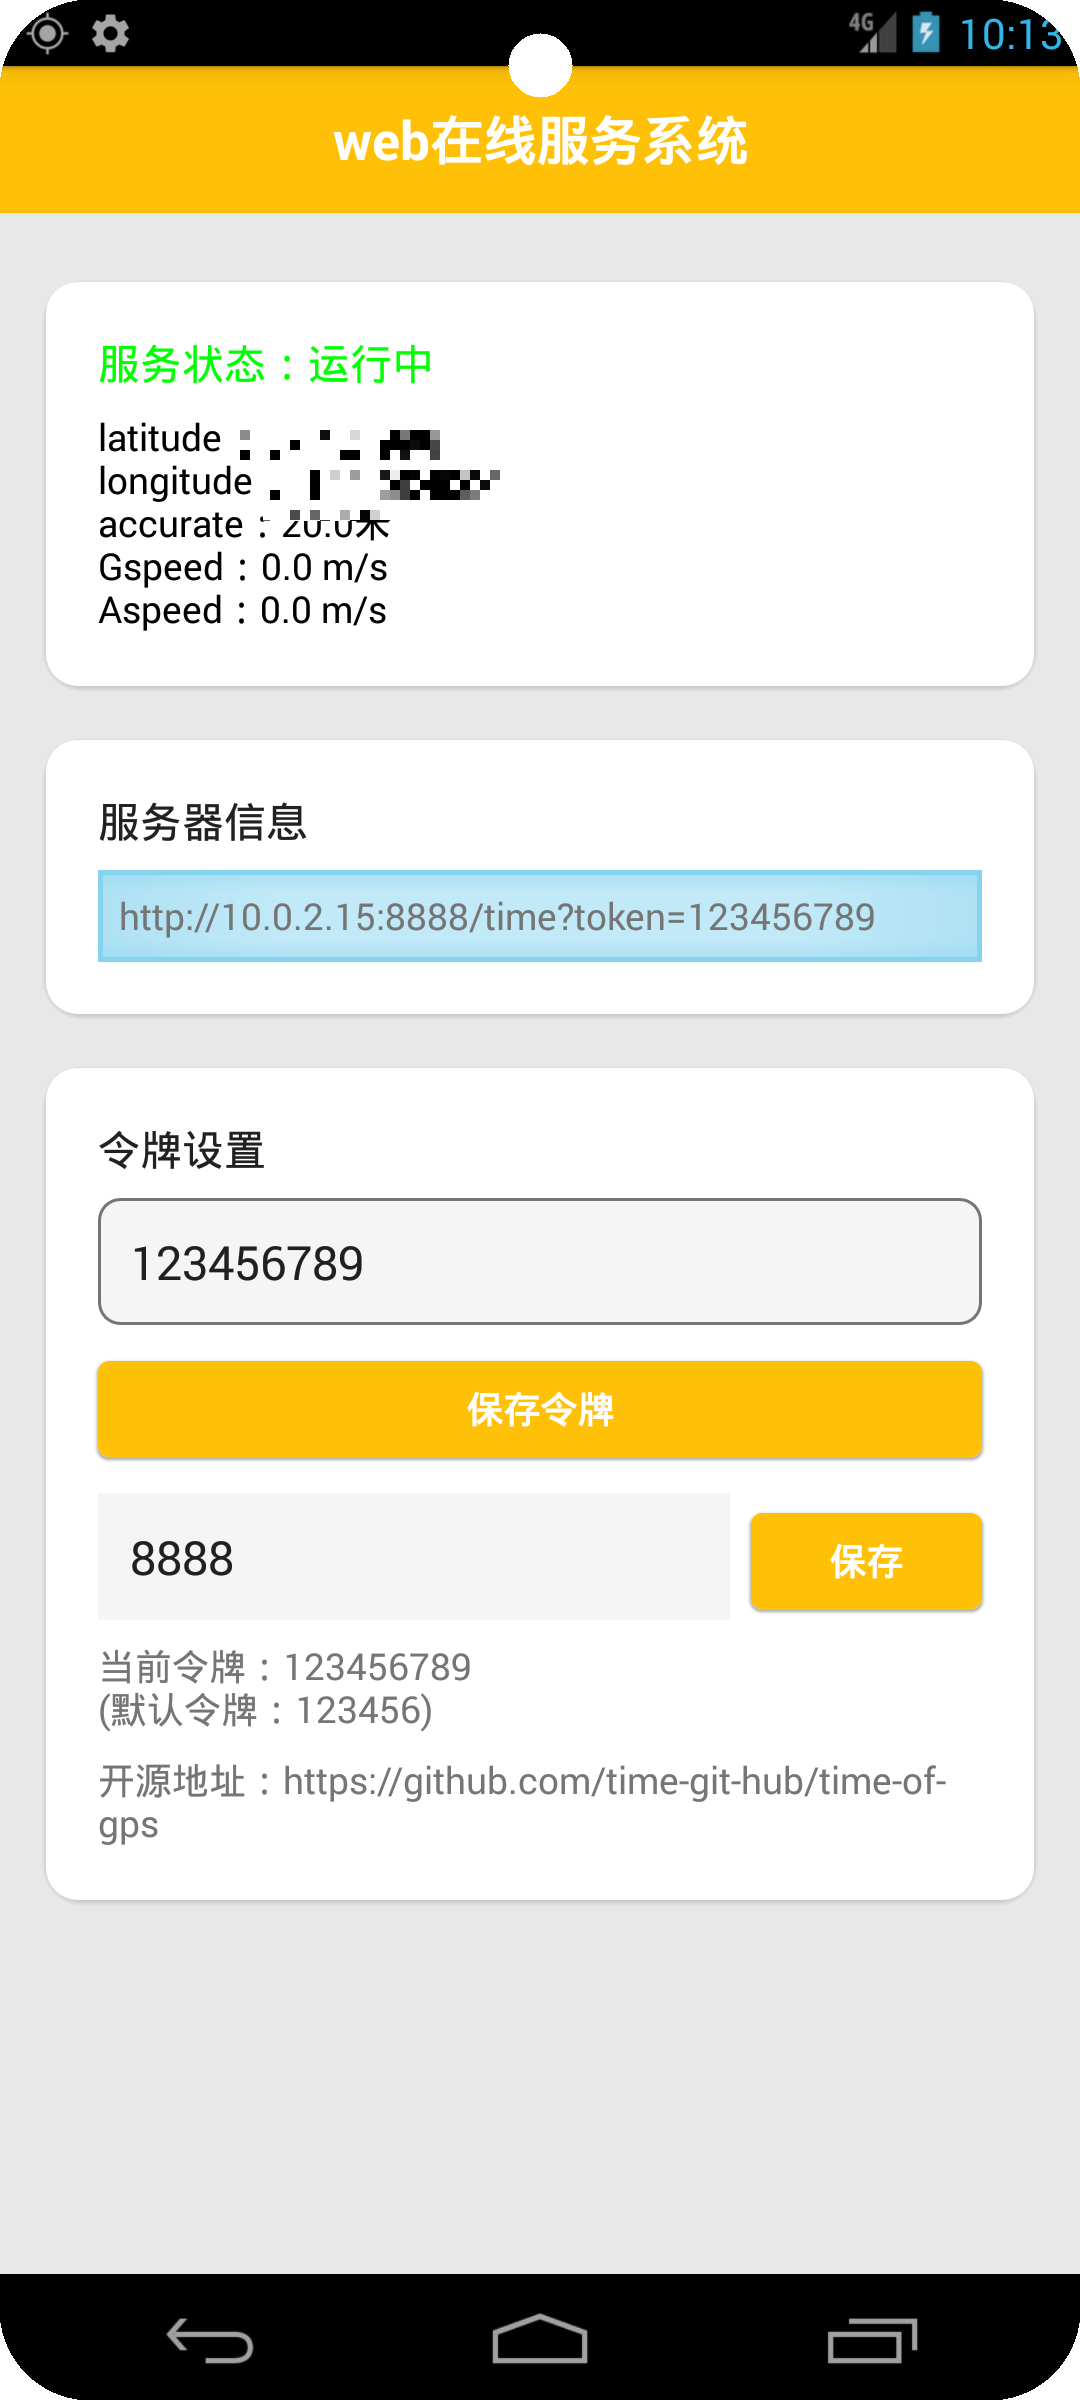 4G
10:13
web在线服务系统
服务状态：运行中
latitude：
longitude
accurate：20.0米
Gspeed：0.0 m/s
Aspeed：0.0 m/s
服务器信息
http://10.0.2.15:8888/time?token=123456789
令牌设置
123456789
保存令牌
8888
保存
当前令牌：123456789
(默认令牌：123456)
开源地址：https://github.com/time-git-hub/time-of-
gps